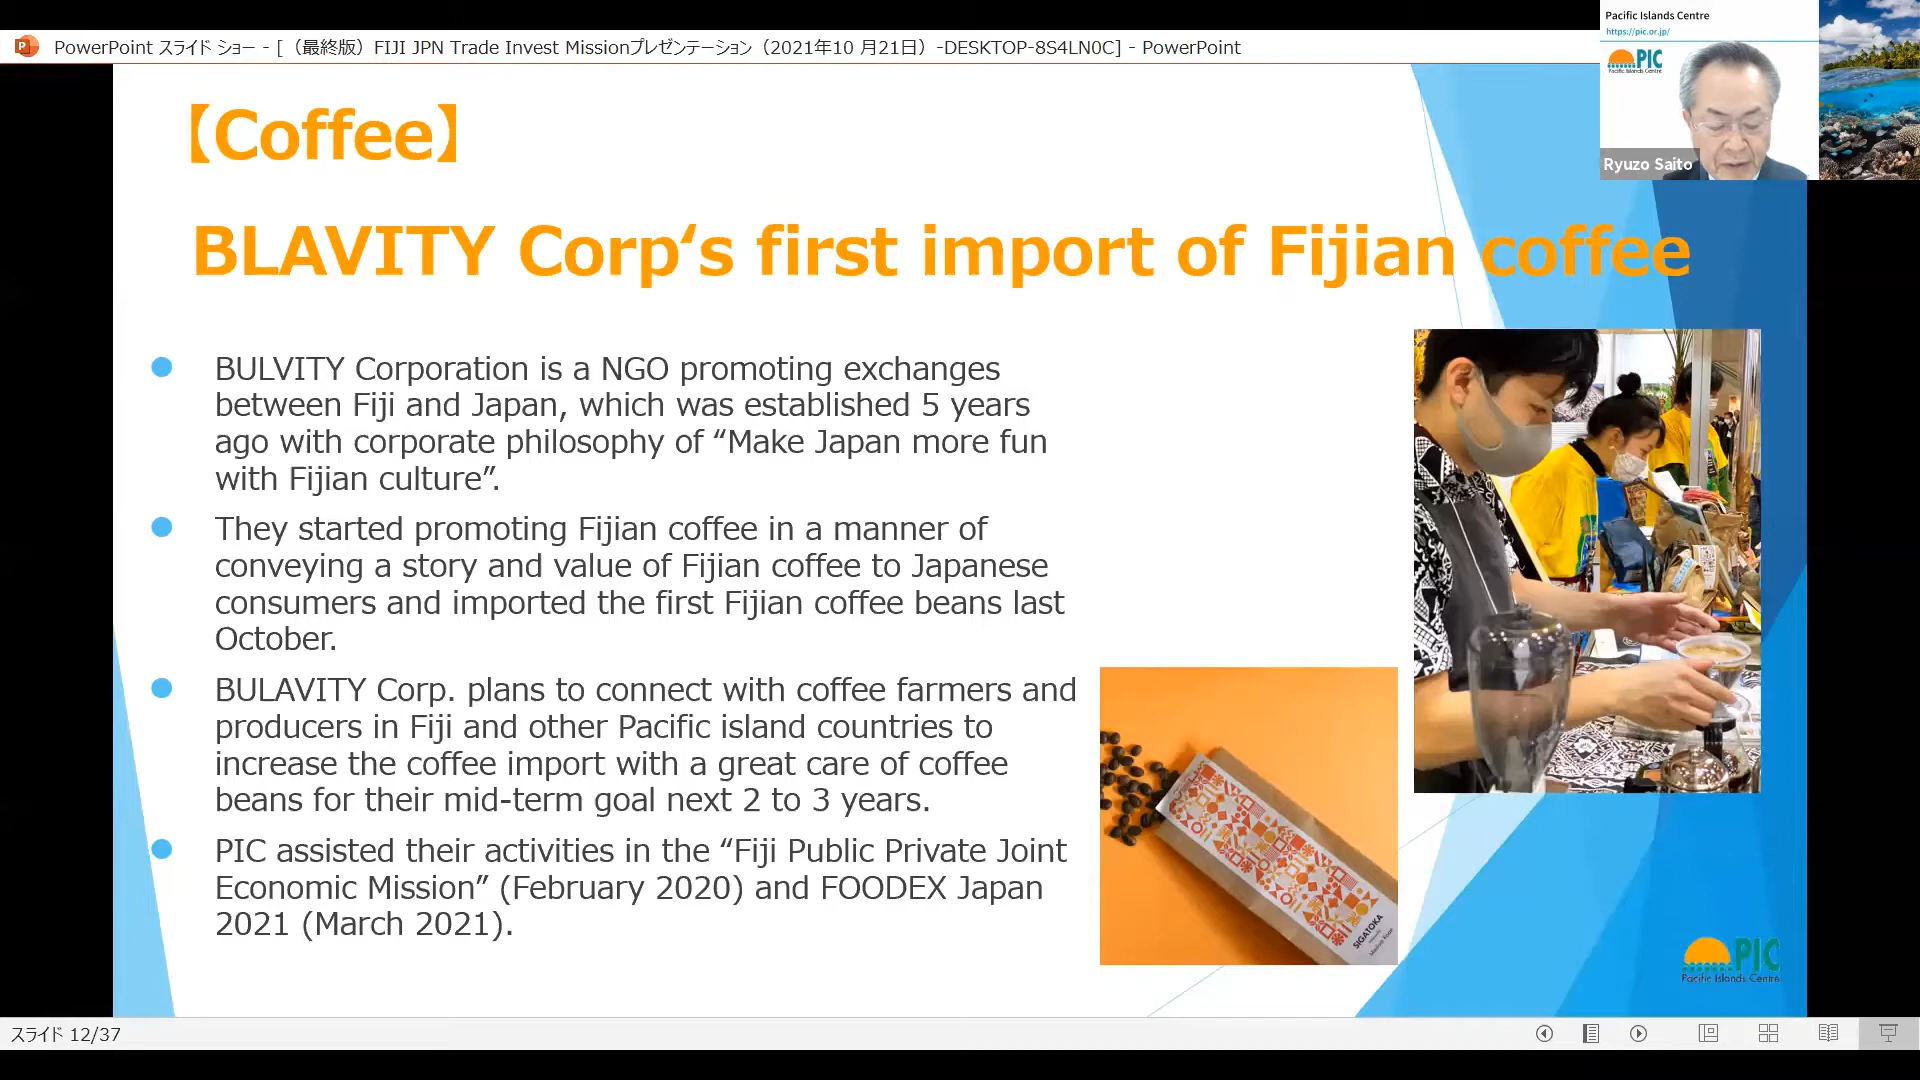 PowerPoint スライド ショー - [（最終版）FIJI JPN Trade Invest Missionプレゼンテーション（2021年10 月21日）-DESKTOP-8S4LN0C] - PowerPoint
Pacific Islands Centre
https://pic.or.jp/
PIC
Pacific Islands Centre
Ryuzo Saito
【Coffee】
BLAVITY Corp‘s first import of Fijian coffee
BULVITY Corporation is a NGO promoting exchanges
between Fiji and Japan, which was established 5 years
ago with corporate philosophy of “Make Japan more fun
with Fijian culture”.
They started promoting Fijian coffee in a manner of
conveying a story and value of Fijian coffee to Japanese
consumers and imported the first Fijian coffee beans last
October.
BULAVITY Corp. plans to connect with coffee farmers and
producers in Fiji and other Pacific island countries to
increase the coffee import with a great care of coffee
beans for their mid-term goal next 2 to 3 years.
PIC assisted their activities in the “Fiji Public Private Joint
Economic Mission” (February 2020) and FOODEX Japan
2021 (March 2021).
SIGATOKA
PIC
Pacific Islands Centre
スライド 12/37